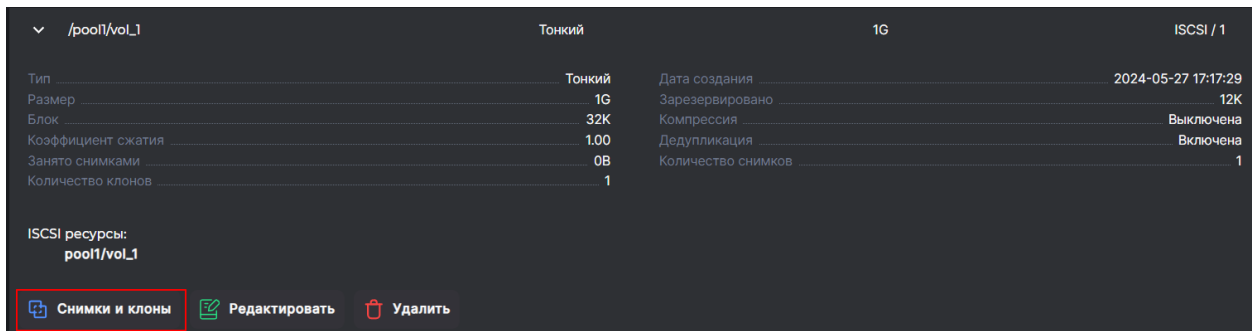 /pool1/vol_1 Тонкий 1G ISCSI / 1
Тип Тонкий Дата создания 2024-05-27 17:17:29
Размер 1G Зарезервировано 12K
Блок 32K Компрессия Выключена
Коэффициент сжатия 1.00 Дедупликация Включена
Занято снимками 0B Количество снимков 1
Количество клонов 1
ISCSI ресурсы:
pool1/vol_1
Снимки и клоны Редактировать Удалить